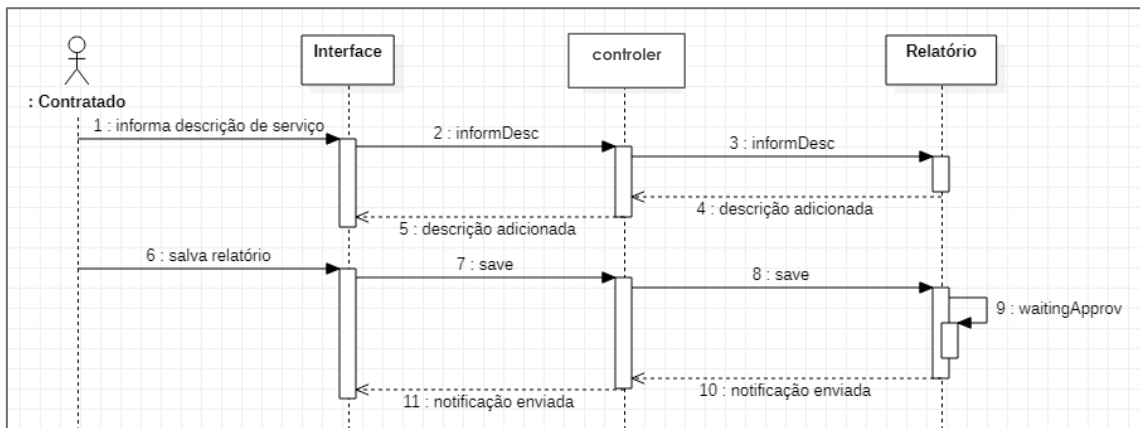 Interface
controler
Relatório
: Contratado
1 : informa descrição de serviço
2 : informDesc
3 : informDesc
4 : descrição adicionada
5 : descrição adicionada
6 : salva relatório
7 : save
8 : save
9 : waitingApprov
10 : notificação enviada
11 : notificação enviada